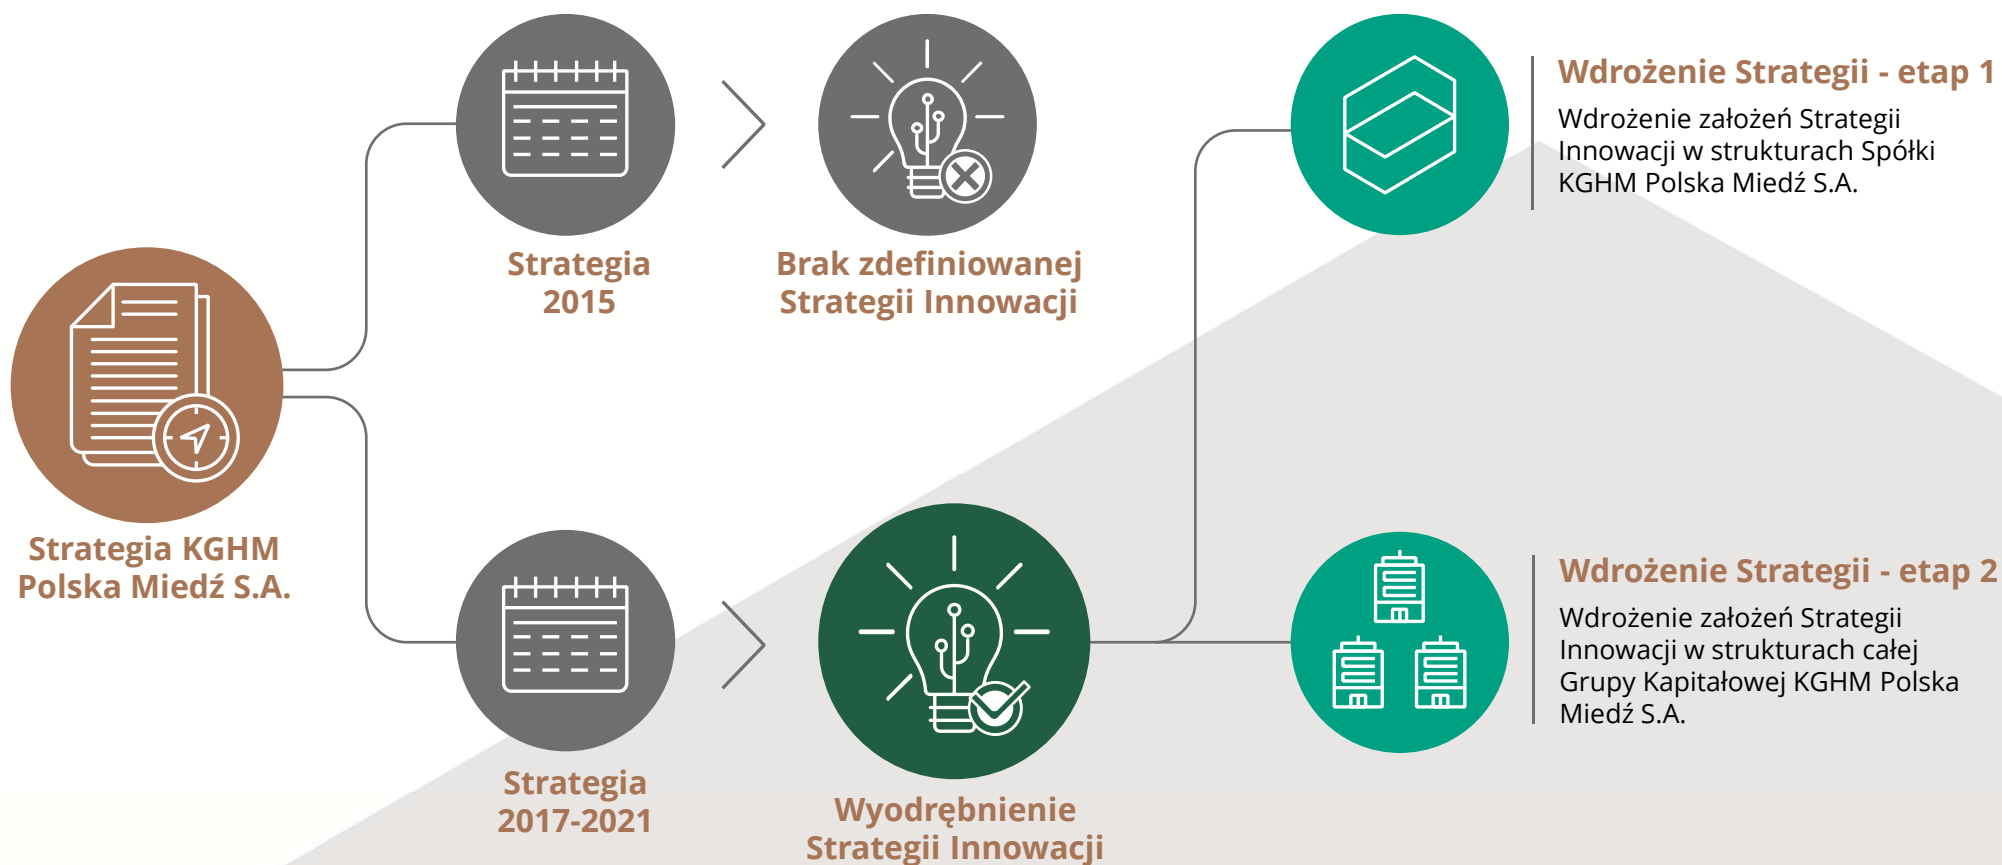 Strategia KGHM
Polska Miedź S.A.
Strategia
2015
Brak zdefiniowanej
Strategii Innowacji
Strategia
2017-2021
Wyodrębnienie
Strategii Innowacji
Wdrożenie Strategii - etap 1
Wdrożenie założeń Strategii
Innowacji w strukturach Spółki
KGHM Polska Miedź S.A.
Wdrożenie Strategii - etap 2
Wdrożenie założeń Strategii
Innowacji w strukturach całej
Grupy Kapitałowej KGHM Polska
Miedź S.A.